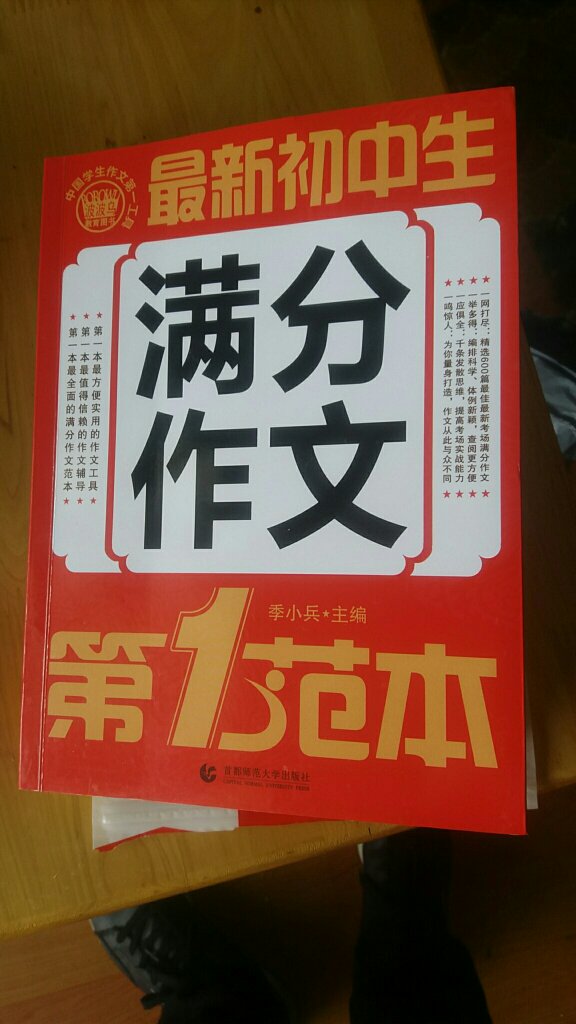 中国学生作文第一工具
BOBOWU
波波乌
教育图书
最新初中生
满分
作文
一网打尽：精选600篇最佳最新考场满分作文
一举多得：编排科学、体例新颖，查阅更方便
一应俱全：千条发散思维，提高考场实战能力
一鸣惊人：为你量身打造，作文从此与众不同
第一本最方便实用的作文工具
第一本最值得信赖的作文辅导
第一本最全面的满分作文范本
季小兵★主编
第1范本
首都师范大学出版社
CAPITAL NORMAL UNIVERSITY PRESS